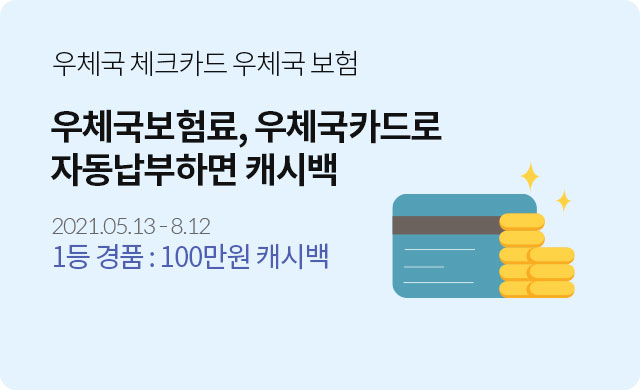 우체국 체크카드 우체국 보험
우체국보험료, 우체국카드로
자동납부하면 캐시백
2021.05.13 - 8.12
1등 경품 : 100만원 캐시백